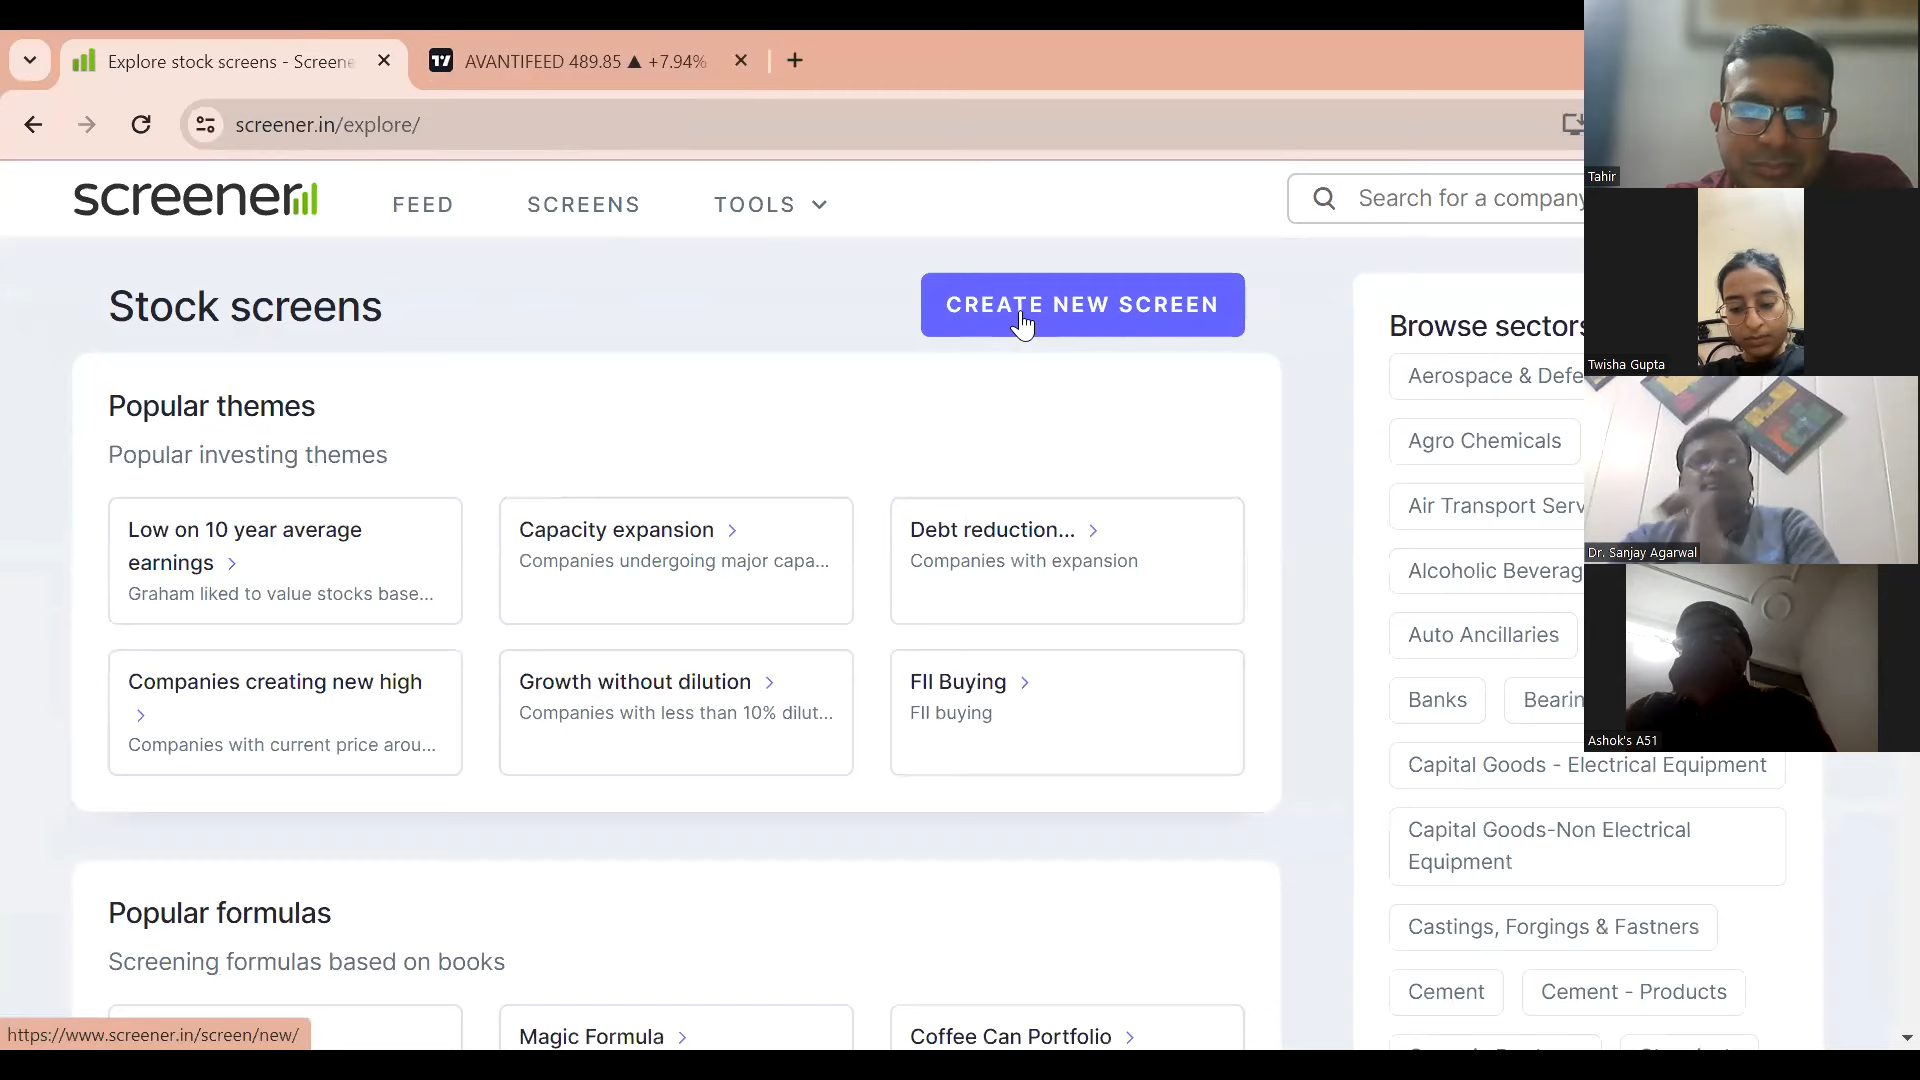 Explore stock screens - Screene
AVANTIFEED 489.85 ▲ +7.94%
screener.in/explore/
screener
FEED
SCREENS
TOOLS
Search for a company
Stock screens
CREATE NEW SCREEN
Popular themes
Popular investing themes
Low on 10 year average
earnings
Graham liked to value stocks base...
Capacity expansion
Companies undergoing major capa...
Debt reduction...
Companies with expansion
Companies creating new high
Companies with current price arou...
Growth without dilution
Companies with less than 10% dilut...
FII Buying
FII buying
Popular formulas
Screening formulas based on books
Magic Formula
Coffee Can Portfolio
https://www.screener.in/screen/new/
Browse sectors
Aerospace & Defe
Agro Chemicals
Air Transport Serv
Alcoholic Beverag
Auto Ancillaries
Banks
Bearin
Capital Goods - Electrical Equipment
Capital Goods-Non Electrical
Equipment
Castings, Forgings & Fastners
Cement
Cement - Products
Tahir
Twisha Gupta
Dr. Sanjay Agarwal
Ashok's A51